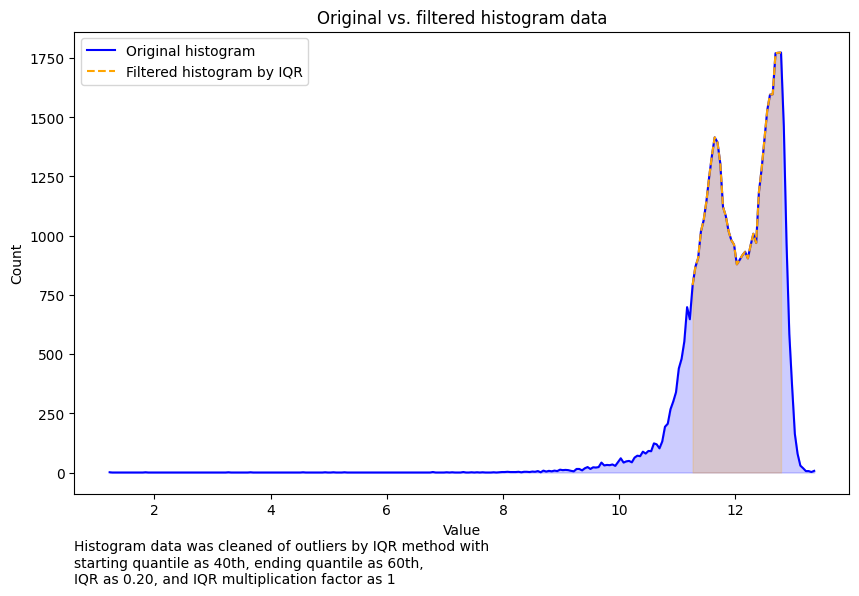 Original vs. filtered histogram data
Original histogram
Filtered histogram by IQR
1750
1500
1250
1000
750
500
250
0
Count
2
4
6
8
10
12
Value
Histogram data was cleaned of outliers by IQR method with
starting quantile as 40th, ending quantile as 60th,
IQR as 0.20, and IQR multiplication factor as 1